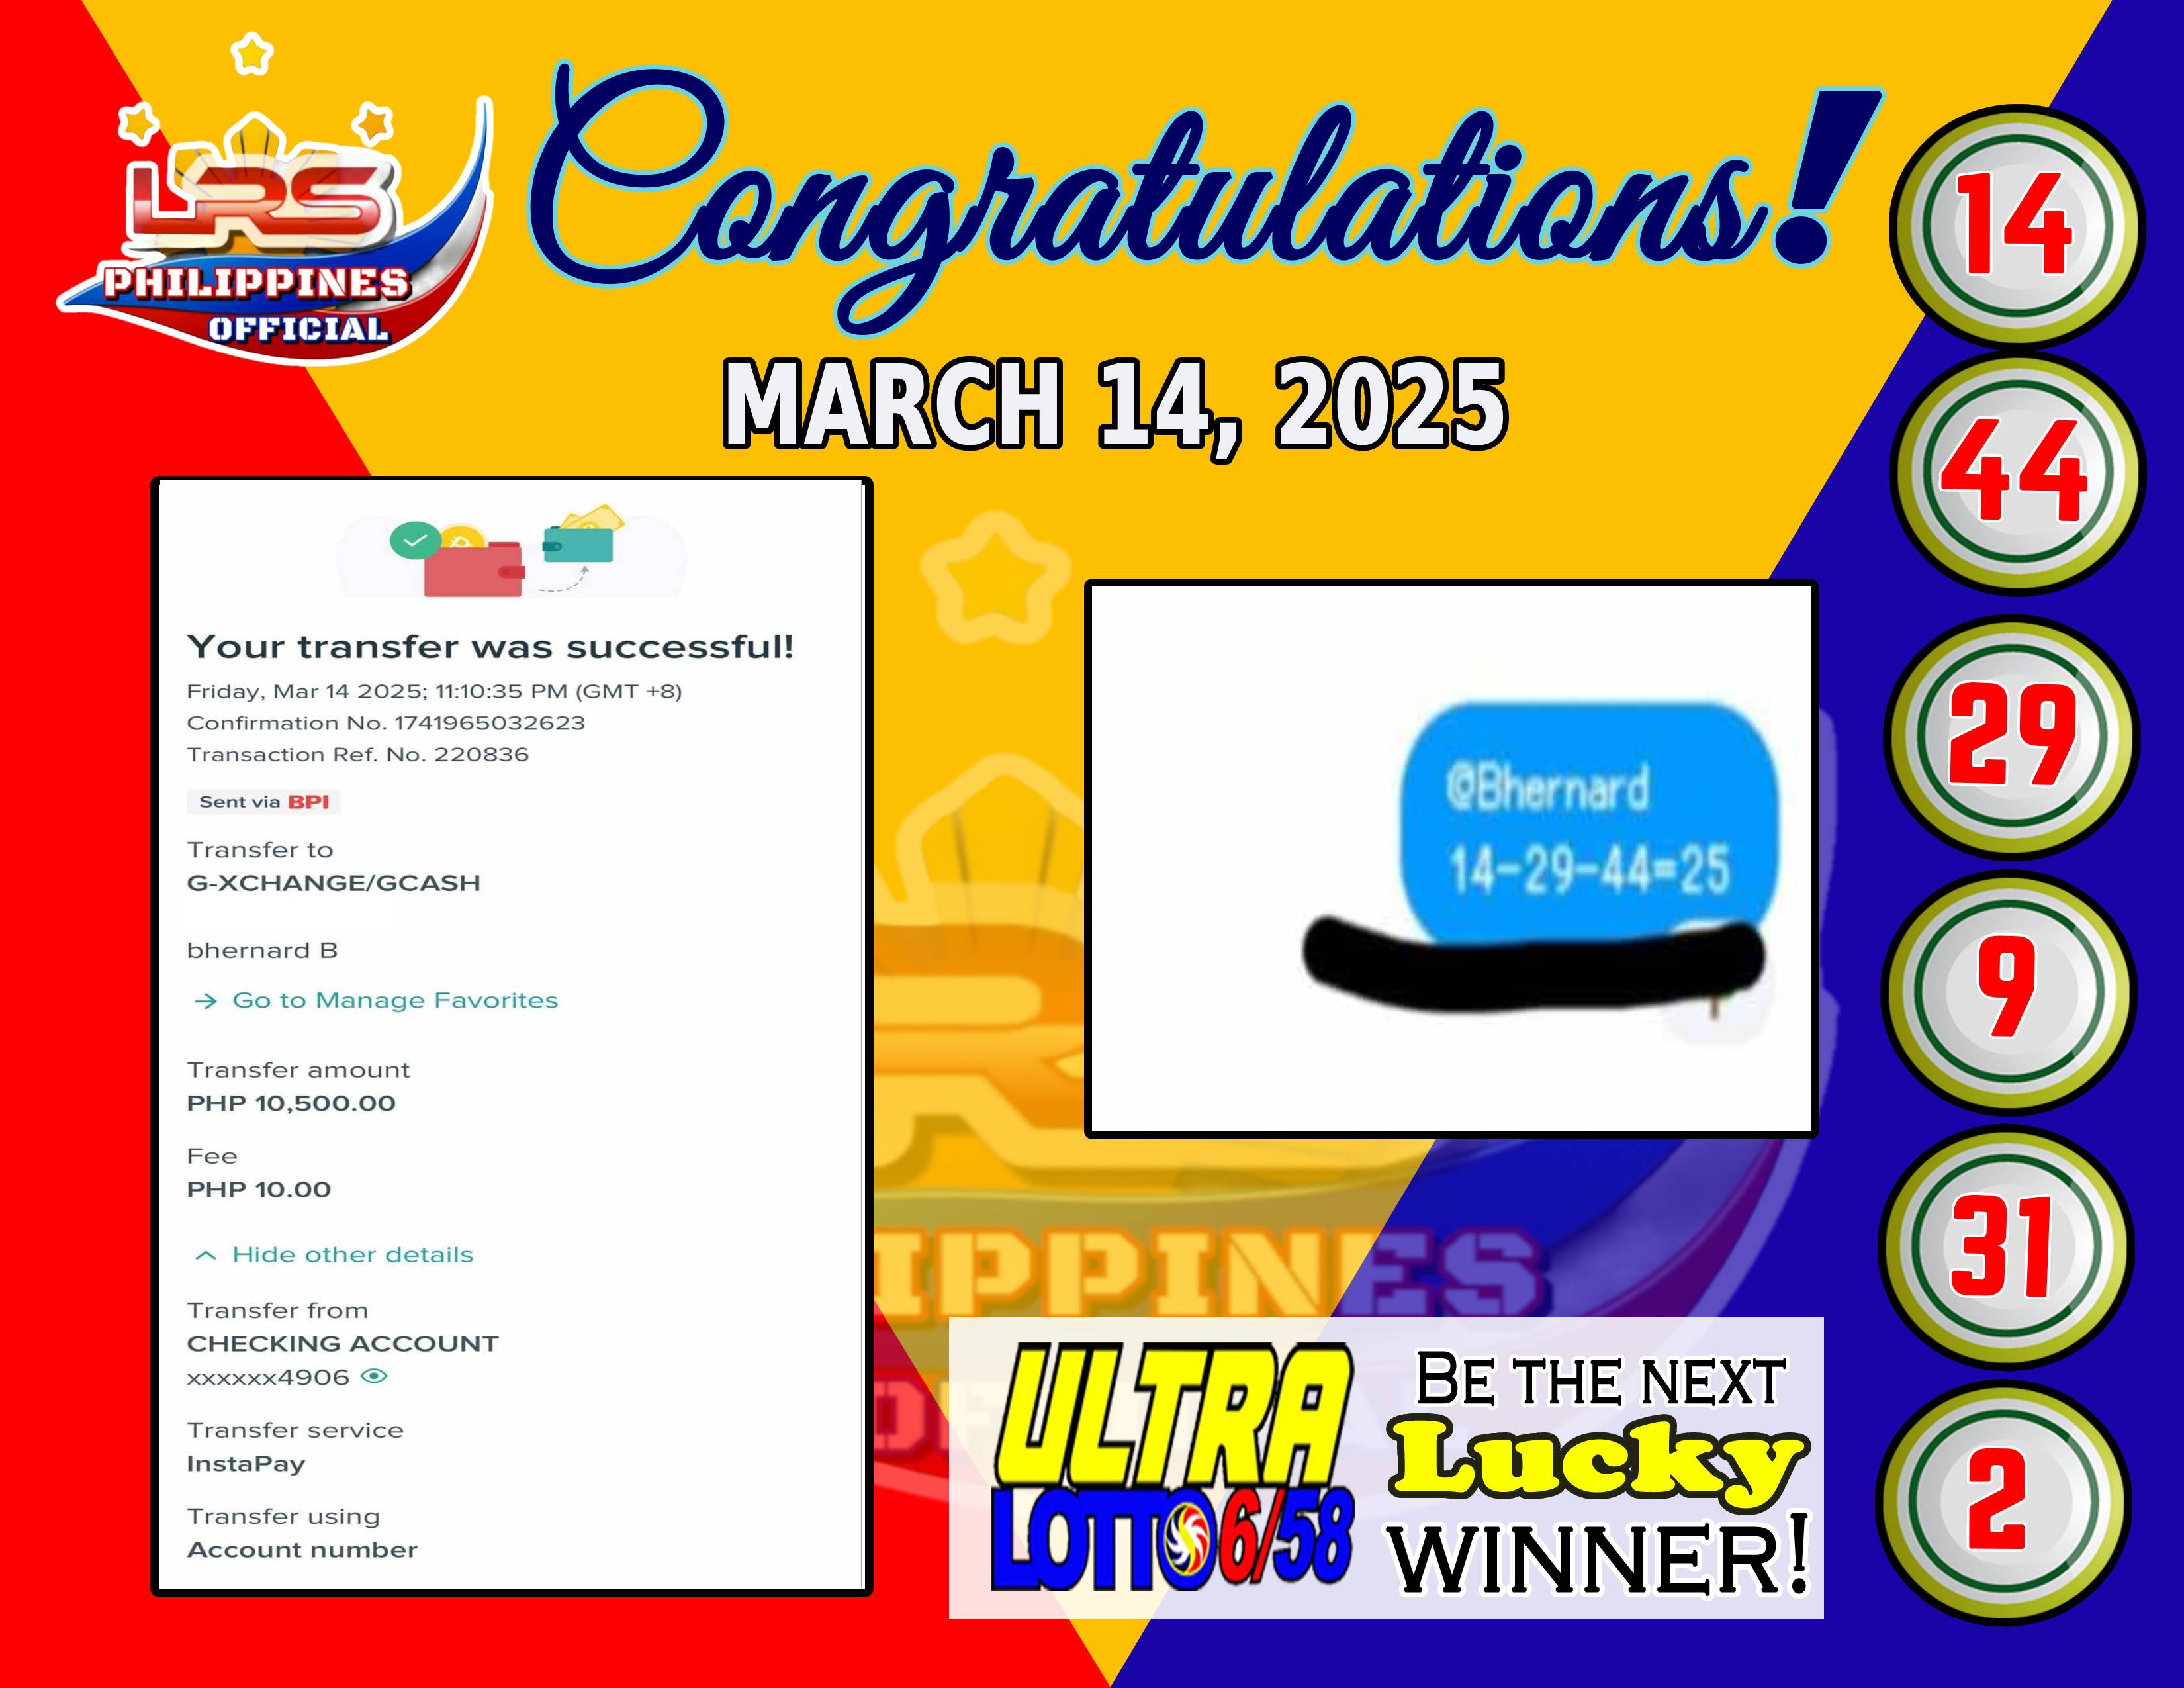 LRS
PHILIPPINES
OFFICIAL
Congratulations!
MARCH 14, 2025
Your transfer was successful!
Friday, Mar 14 2025; 11:10:35 PM (GMT +8)
Confirmation No. 1741965032623
Transaction Ref. No. 220836
Sent via BPI
Transfer to
G-XCHANGE/GCASH
bhernard B
→ Go to Manage Favorites
Transfer amount
PHP 10,500.00
Fee
PHP 10.00
Hide other details
Transfer from
CHECKING ACCOUNT
xxxxxx4906
Transfer service
InstaPay
Transfer using
Account number
@Bhernard
14-29-44=25
ULTRA
LOTTO 6/58
BE THE NEXT
Lucky
WINNER!
14
44
29
9
31
2